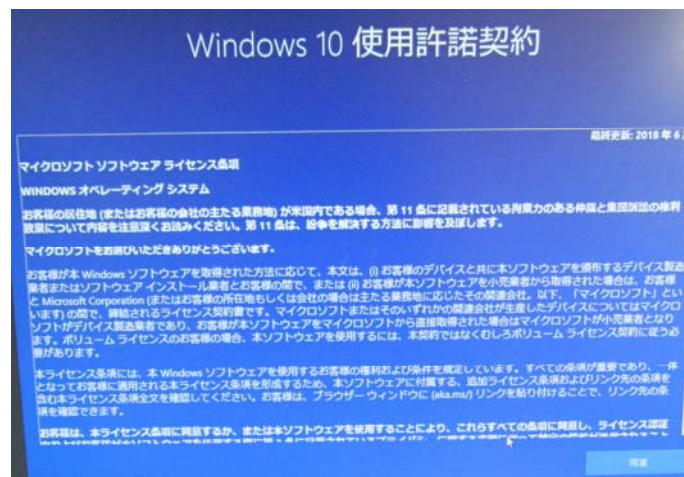 Windows 10 使用許諾契約
最終更新: 2018 年 6
マイクロソフト ソフトウェア ライセンス条項
WINDOWS オペレーティング システム
お客様の居住地 (またはお客様の会社の主たる業務地) が米国内である場合、第 11 条に記載されている拘束力のある仲裁と集団訴訟の権利
放棄について内容を注意深くお読みください。第 11 条は、紛争を解決する方法に影響を及ぼします。
マイクロソフトをお選びいただきありがとうございます。
お客様が本 Windows ソフトウェアを取得された方法に応じて、本文は、(i) お客様のデバイスと共に本ソフトウェアを頒布するデバイス製造
業者またはソフトウェア インストール業者とお客様の間で、または (ii) お客様が本ソフトウェアを小売業者から取得された場合は、お客様
と Microsoft Corporation (またはお客様の所在地もしくは会社の場合は主たる業務地に応じたその関連会社。以下、「マイクロソフト」とい
います) の間で、締結されるライセンス契約書です。マイクロソフトまたはそのいずれかの関連会社が生産したデバイスについてはマイクロ
ソフトがデバイス製造業者であり、お客様が本ソフトウェアをマイクロソフトから直接取得された場合はマイクロソフトが小売業者となり
ます。ボリューム ライセンスのお客様の場合、本ソフトウェアを使用するには、本契約ではなくむしろボリューム ライセンス契約に従う必
要があります。
本ライセンス条項には、本 Windows ソフトウェアを使用するお客様の権利および条件を規定しています。すべての条項が重要であり、一体
となってお客様に適用される本ライセンス条項を形成するため、本ソフトウェアに付属する、追加ライセンス条項およびリンク先の条項を
含む本ライセンス条項全文を確認してください。お客様は、ブラウザー ウィンドウに (aka.ms/) リンクを貼り付けることで、リンク先の条
項を確認できます。
お客様は、本ライセンス条項に同意するか、または本ソフトウェアを使用することにより、これらすべての条項に同意し、ライセンス認証
同意